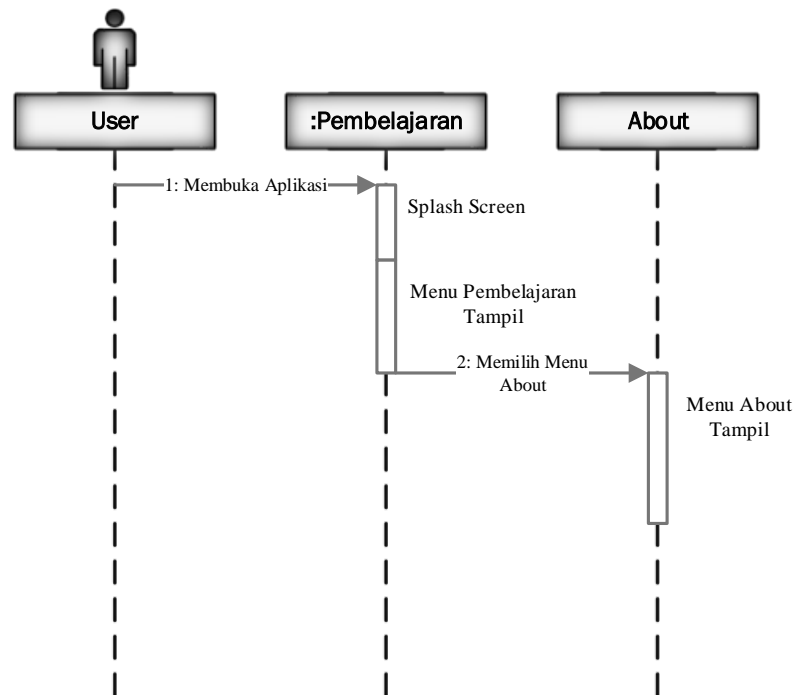 User
:Pembelajaran
About
1: Membuka Aplikasi
Splash Screen
Menu Pembelajaran
Tampil
2: Memilih Menu
About
Menu About
Tampil